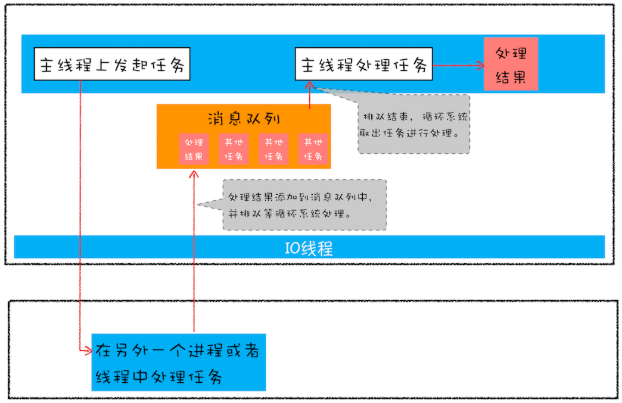 主线程上发起任务
主线程处理任务
处理
结果
消息队列
处理
结果
其他
任务
其他
任务
其他
任务
排队结束，循环系统
取出任务进行处理。
处理结果添加到消息队列中，
并排队等循环系统处理。
IO线程
在另外一个进程或者
线程中处理任务